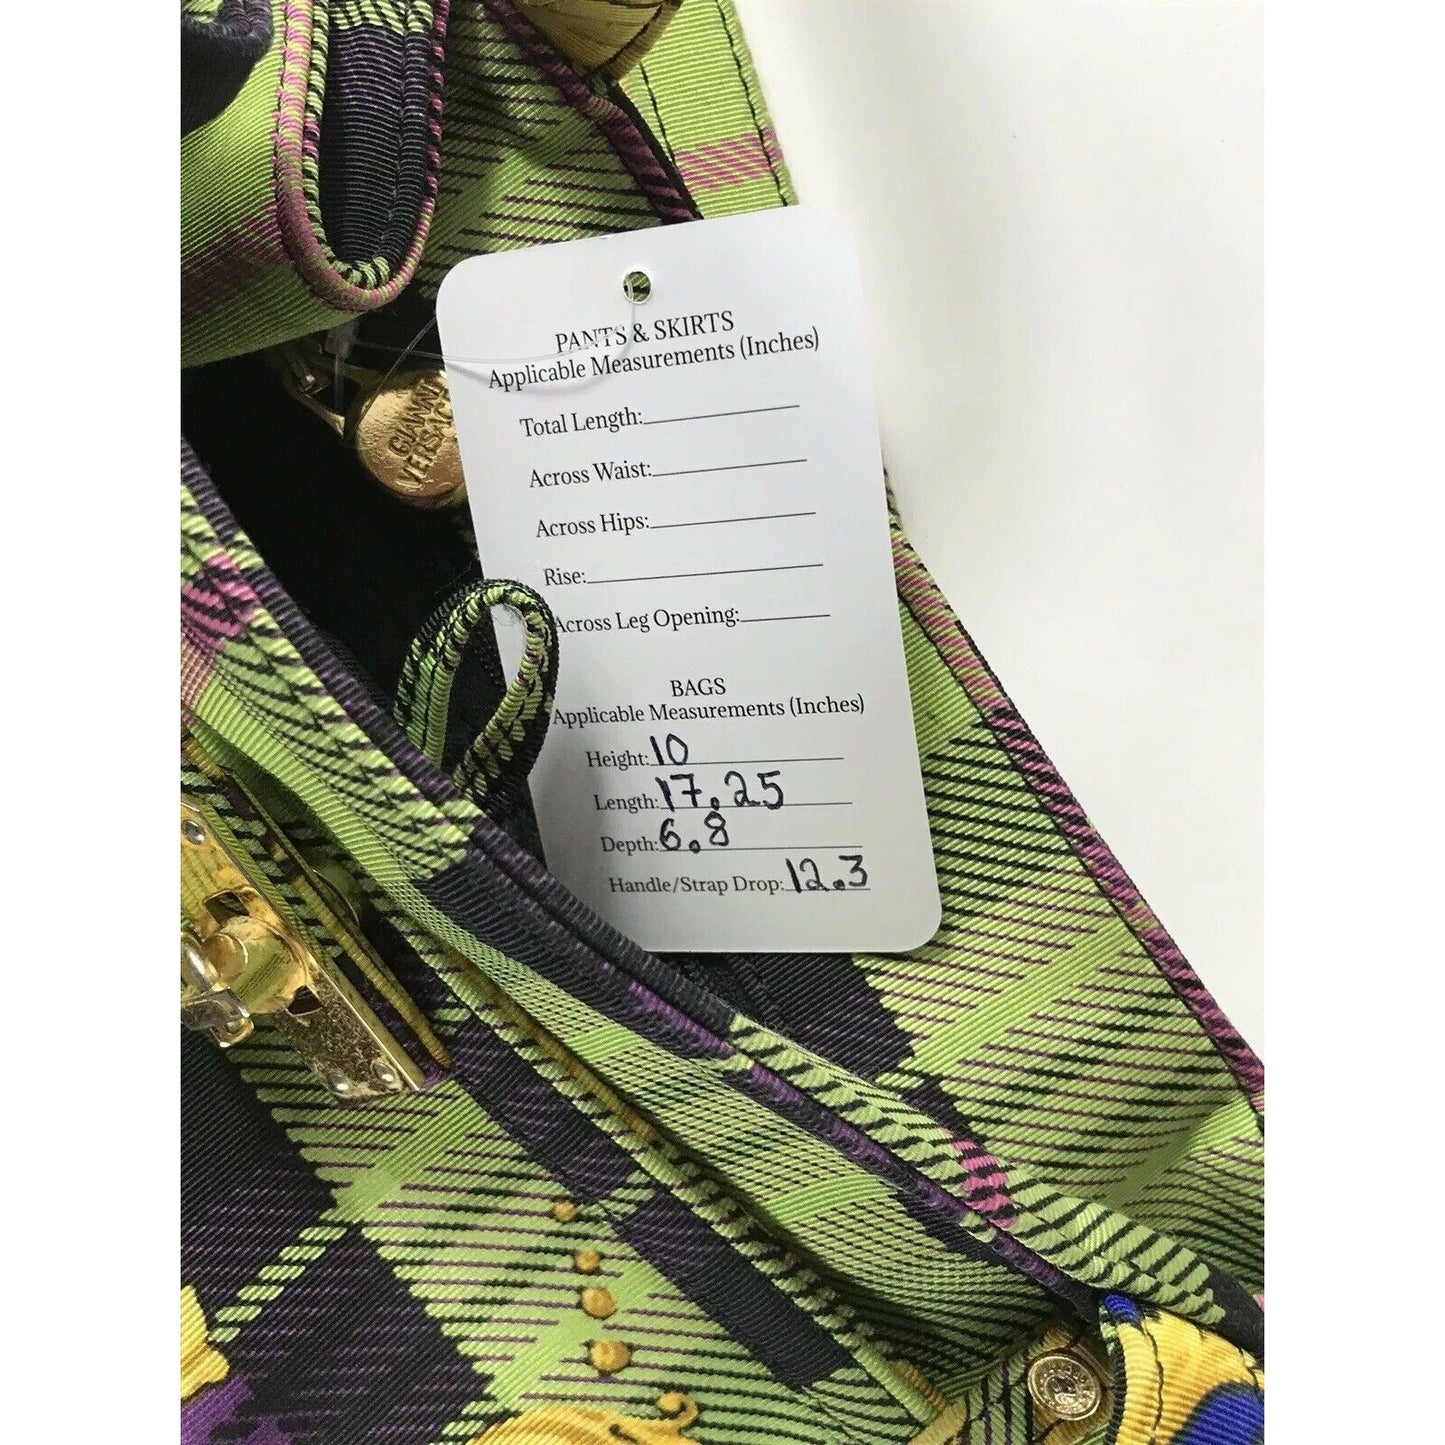 PANTS & SKIRTS
Applicable Measurements (Inches)
Total Length:
Across Waist:
Across Hips:
Rise:
Across Leg Opening:
BAGS
Applicable Measurements (Inches)
Height: 10
Length: 17.25
Depth: 6.8
Handle/Strap Drop: 12.3
GIANNI
VERSACE